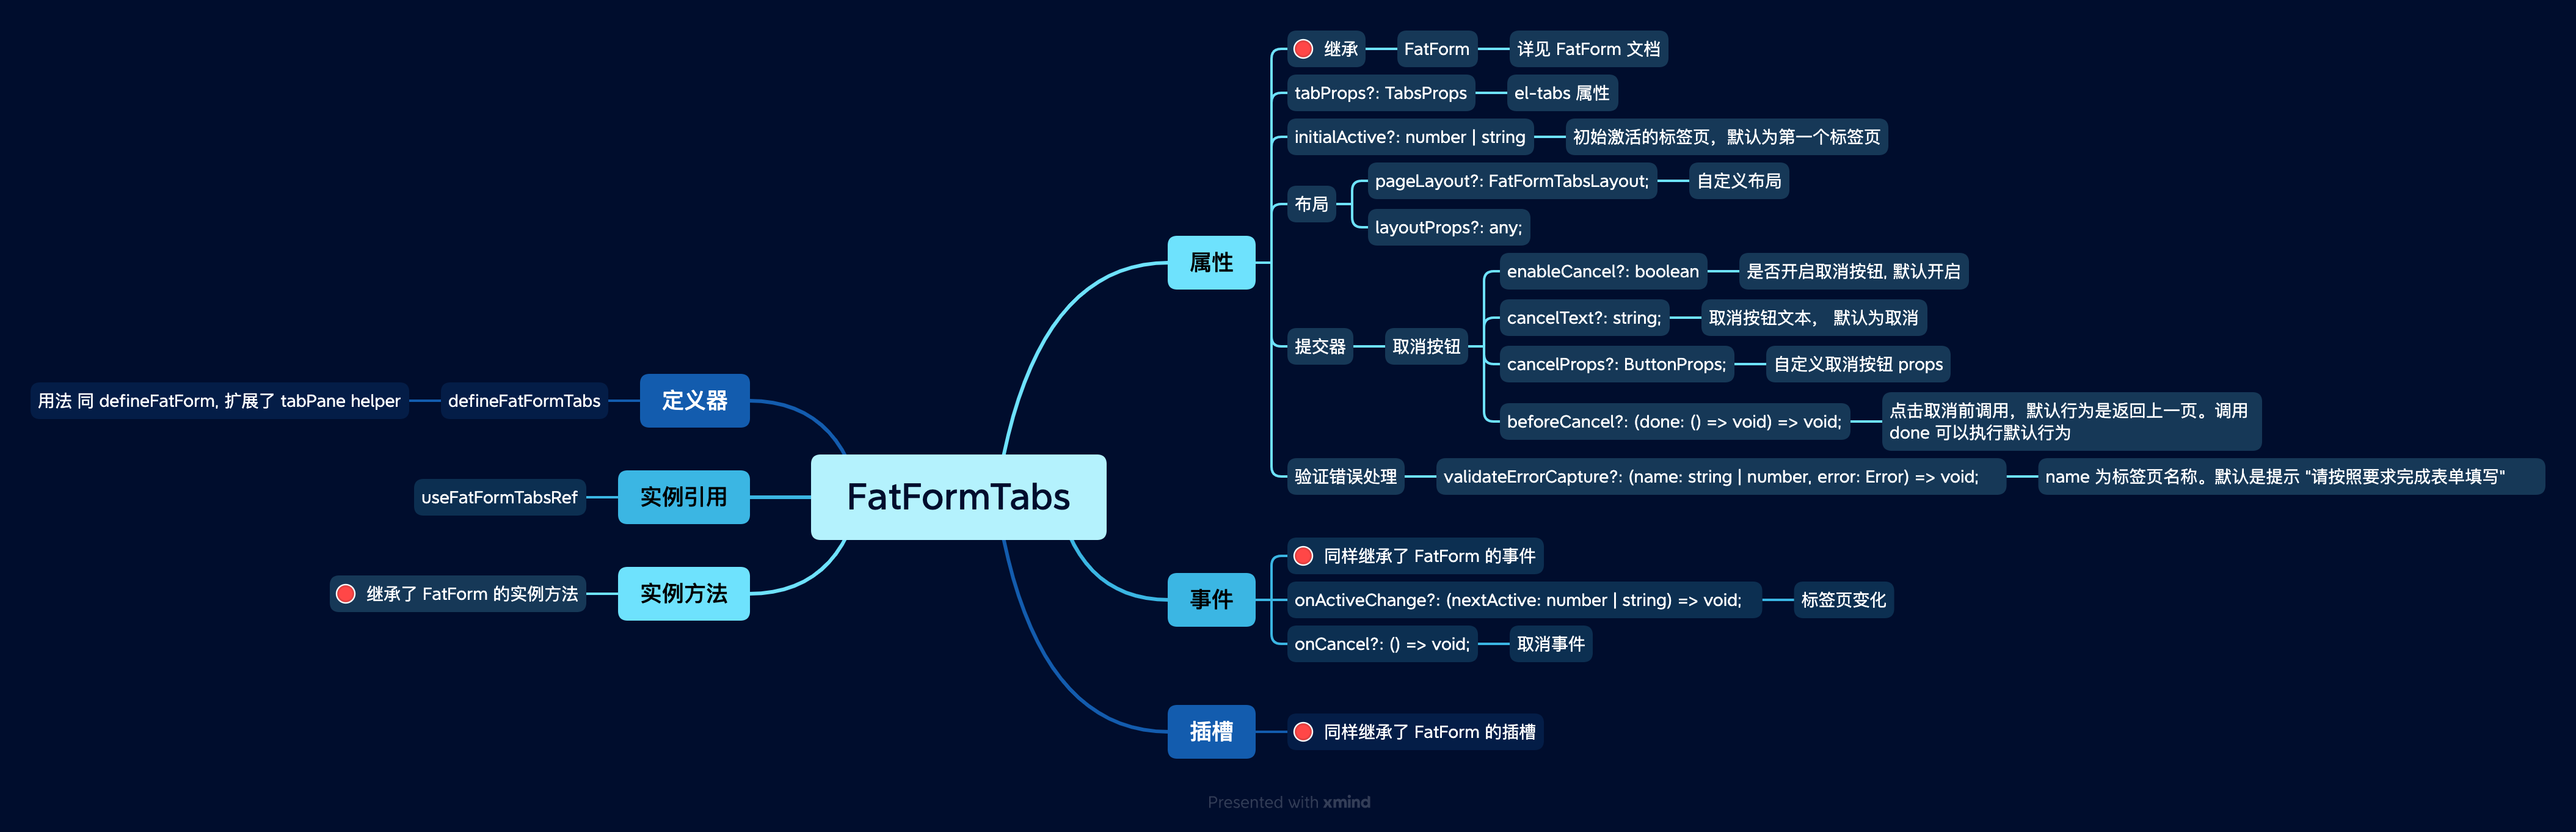 FatFormTabs
属性
继承
FatForm
详见 FatForm 文档
tabProps?: TabsProps
el-tabs 属性
initialActive?: number | string
初始激活的标签页，默认为第一个标签页
布局
pageLayout?: FatFormTabsLayout;
自定义布局
layoutProps?: any;
提交器
取消按钮
enableCancel?: boolean
是否开启取消按钮, 默认开启
cancelText?: string;
取消按钮文本， 默认为取消
cancelProps?: ButtonProps;
自定义取消按钮 props
beforeCancel?: (done: () => void) => void;
点击取消前调用，默认行为是返回上一页。调用
done 可以执行默认行为
验证错误处理
validateErrorCapture?: (name: string | number, error: Error) => void;
name 为标签页名称。默认是提示 "请按照要求完成表单填写"
事件
同样继承了 FatForm 的事件
onActiveChange?: (nextActive: number | string) => void;
标签页变化
onCancel?: () => void;
取消事件
插槽
同样继承了 FatForm 的插槽
定义器
defineFatFormTabs
用法 同 defineFatForm, 扩展了 tabPane helper
实例引用
useFatFormTabsRef
实例方法
继承了 FatForm 的实例方法
Presented with xmind